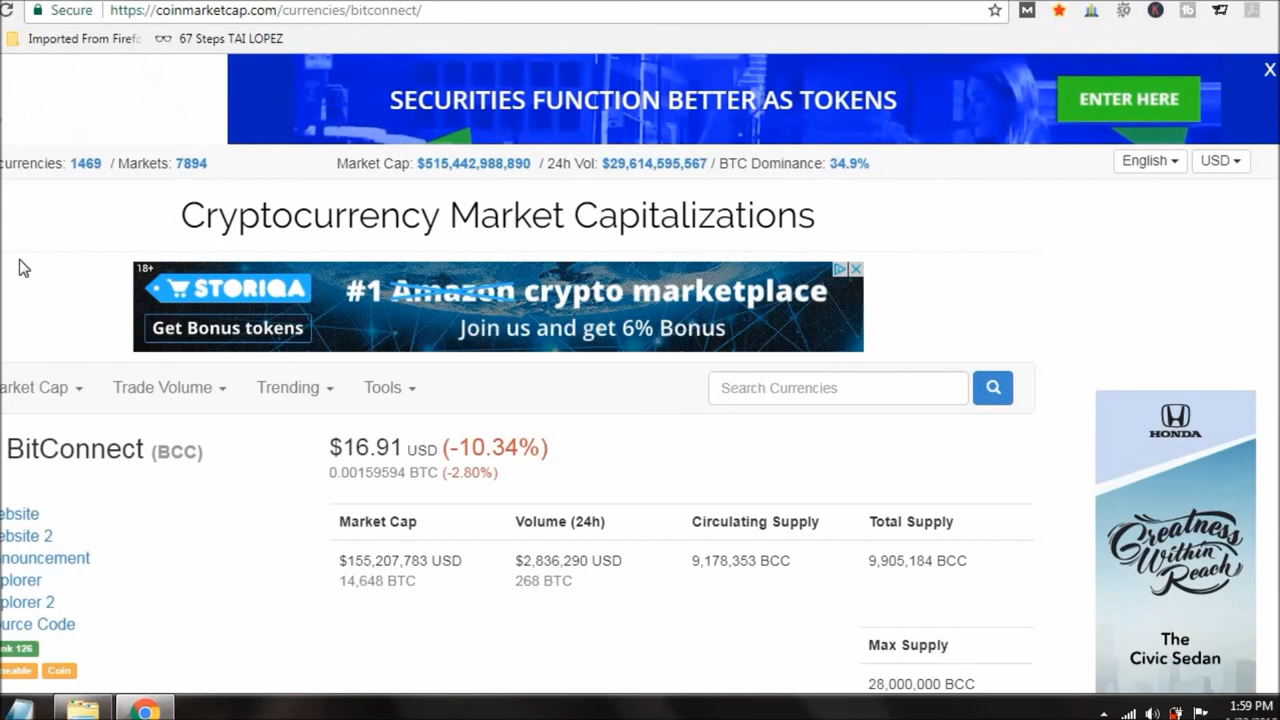 Secure https://coinmarketcap.com/currencies/bitconnect/
Imported From Firefo 67 Steps TAI LOPEZ
SECURITIES FUNCTION BETTER AS TOKENS ENTER HERE X
urrencies: 1469 / Markets: 7894 Market Cap: $515,442,988,890 / 24h Vol: $29,614,595,567 / BTC Dominance: 34.9% English USD
Cryptocurrency Market Capitalizations
18+
STORIQA #1 Amazon crypto marketplace
Get Bonus tokens Join us and get 6% Bonus
arket Cap Trade Volume Trending Tools Search Currencies
HONDA
BitConnect (BCC) $16.91 USD (-10.34%)
0.00159594 BTC (-2.80%)
ebsite Market Cap Volume (24h) Circulating Supply Total Supply
ebsite 2
nnouncement $155,207,783 USD $2,836,290 USD 9,178,353 BCC 9,905,184 BCC
plorer 14,648 BTC 268 BTC
plorer 2
ource Code
Greatness Within Reach
nk 126 Max Supply
neable Coin 28,000,000 BCC
The
Civic Sedan
1:59 PM